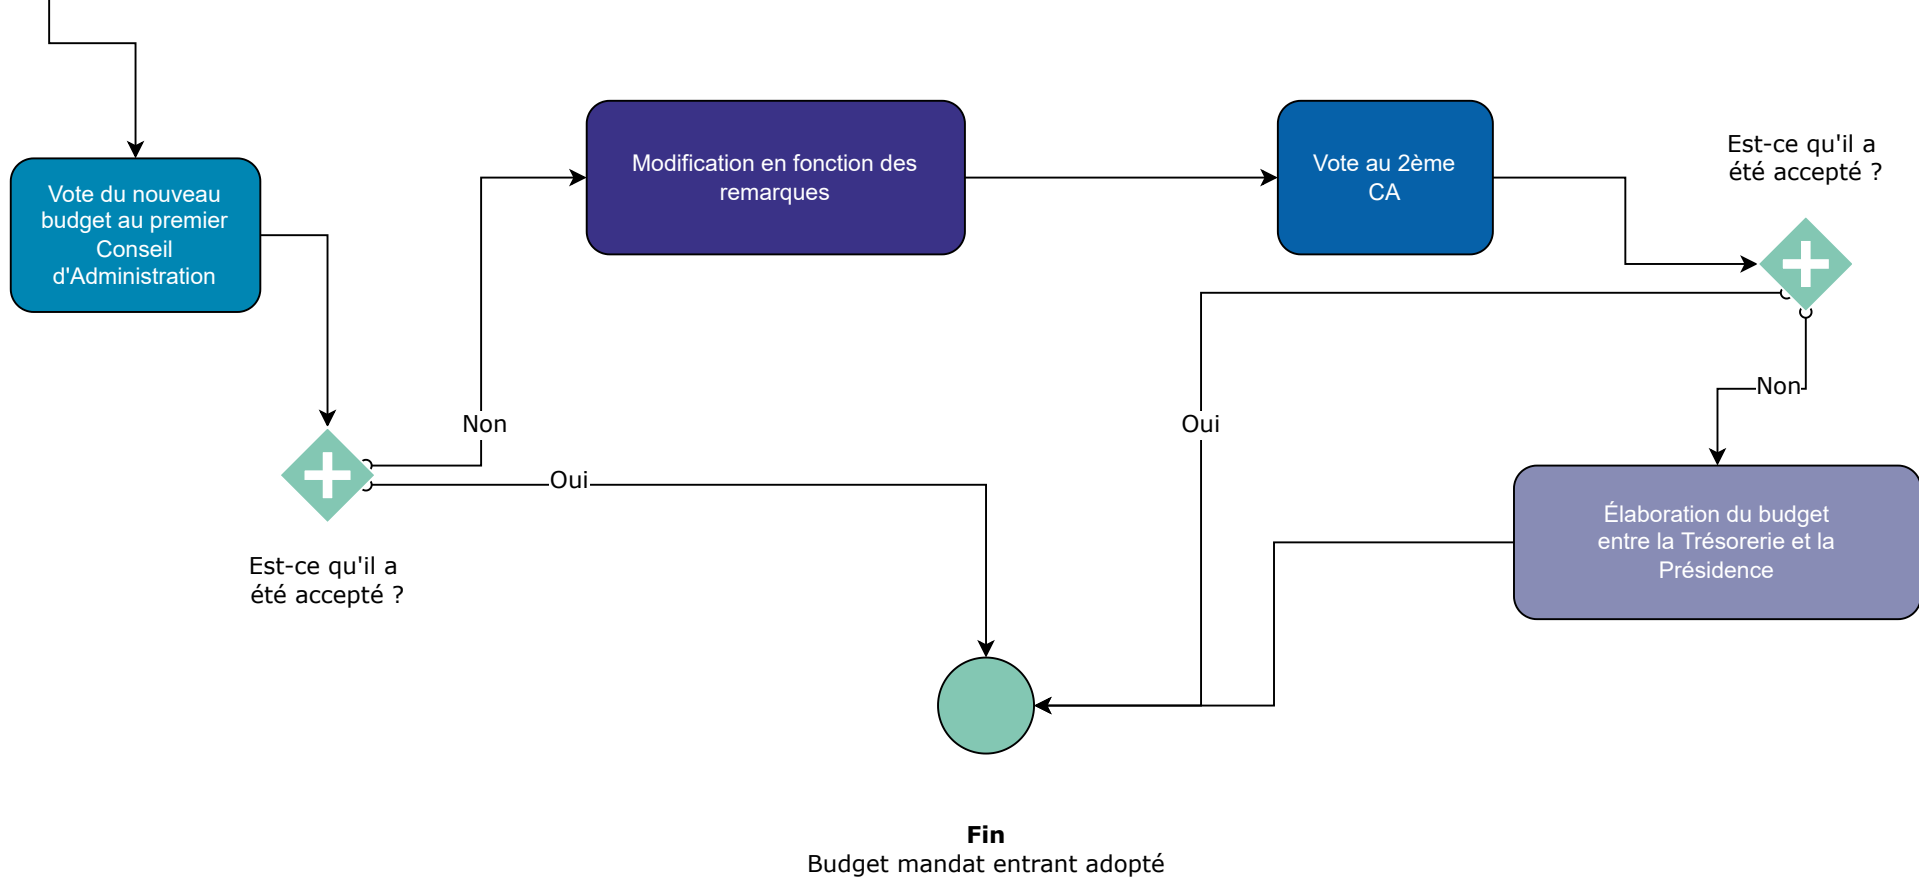 Vote du nouveau
budget au premier
Conseil
d'Administration
Modification en fonction des
remarques
Vote au 2ème
CA
Est-ce qu'il a
été accepté ?
Non
Oui
Oui
Non
Est-ce qu'il a
été accepté ?
Élaboration du budget
entre la Trésorerie et la
Présidence
Fin
Budget mandat entrant adopté